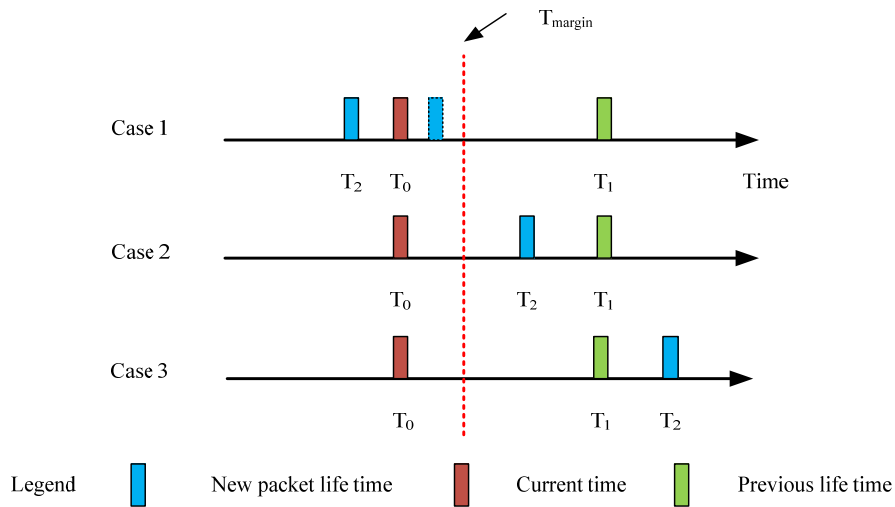 T_margin
Case 1
T₂ T₀ T₁ Time
Case 2
T₀ T₂ T₁
Case 3
T₀ T₁ T₂
Legend New packet life time Current time Previous life time